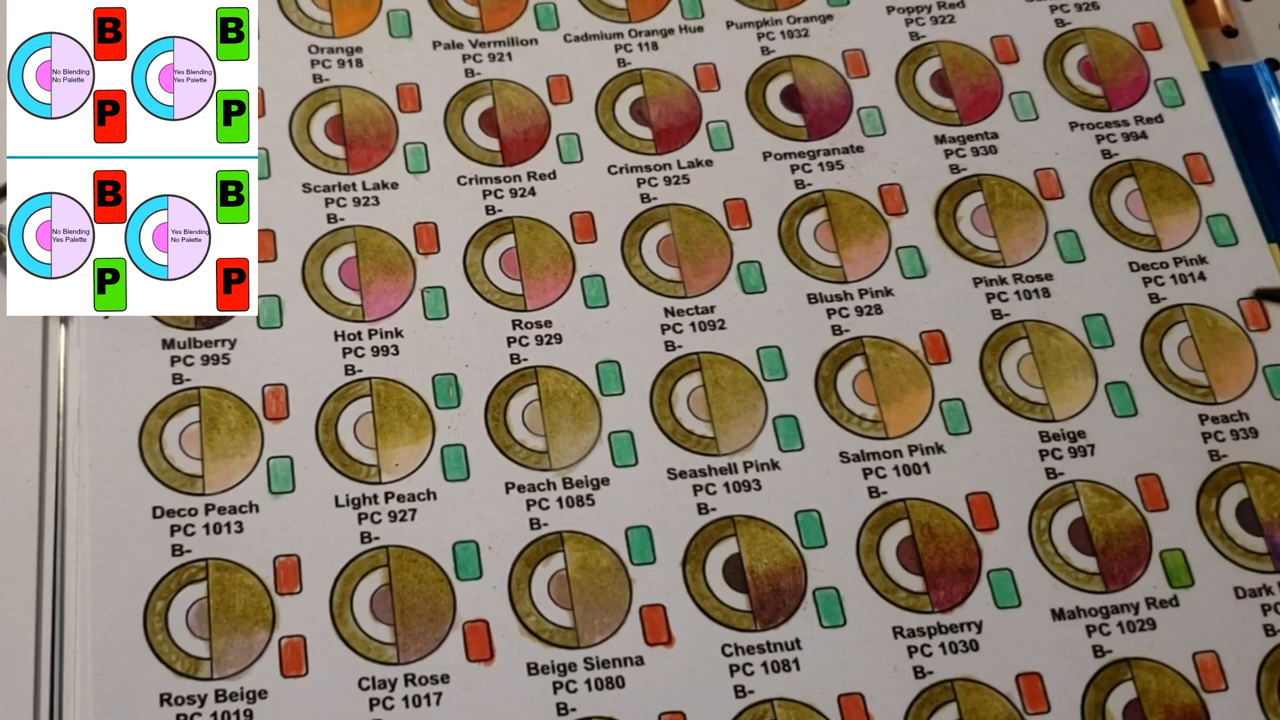 B
B
No Blending
No Palette
Yes Blending
Yes Palette
P
P
B
B
No Blending
Yes Palette
Yes Blending
No Palette
P
P
Orange
PC 918
B-
Pale Vermilion
PC 921
B-
Cadmium Orange Hue
PC 118
B-
Pumpkin Orange
PC 1032
B-
Poppy Red
PC 922
B-
PC 926
B-
Scarlet Lake
PC 923
B-
Crimson Red
PC 924
B-
Crimson Lake
PC 925
B-
Pomegranate
PC 195
B-
Magenta
PC 930
B-
Process Red
PC 994
B-
Mulberry
PC 995
B-
Hot Pink
PC 993
B-
Rose
PC 929
B-
Nectar
PC 1092
B-
Blush Pink
PC 928
B-
Pink Rose
PC 1018
B-
Deco Pink
PC 1014
B-
Deco Peach
PC 1013
B-
Light Peach
PC 927
B-
Peach Beige
PC 1085
B-
Seashell Pink
PC 1093
B-
Salmon Pink
PC 1001
B-
Beige
PC 997
B-
Peach
PC 939
B-
Rosy Beige
PC 1019
Clay Rose
PC 1017
Beige Sienna
PC 1080
B-
Chestnut
PC 1081
B-
Raspberry
PC 1030
B-
Mahogany Red
PC 1029
B-
Dark
PC
B-